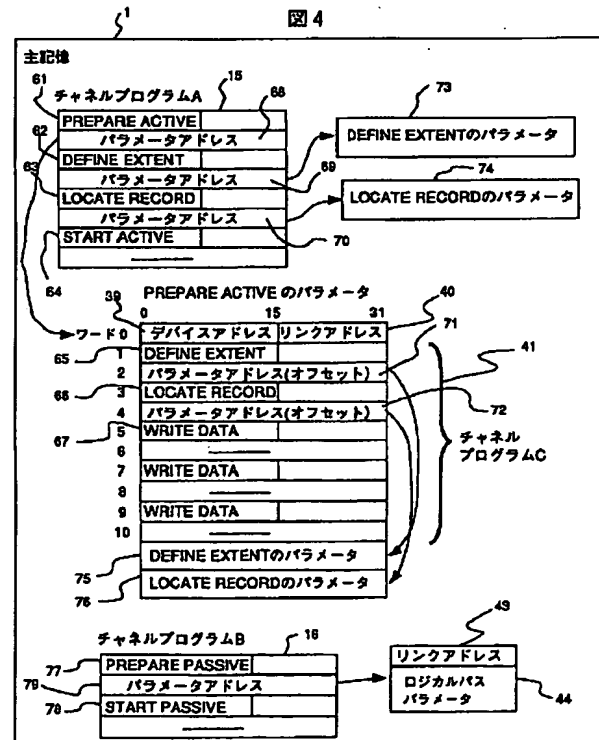 図4
1
主記憶
61
チャネルプログラムA
15
68
PREPARE ACTIVE
パラメータアドレス
62
DEFINE EXTENT
パラメータアドレス
63
69
LOCATE RECORD
パラメータアドレス
70
START ACTIVE
64
73
DEFINE EXTENTのパラメータ
74
LOCATE RECORDのパラメータ
PREPARE ACTIVE のパラメータ
39
0 15 31
40
ワード0 デバイスアドレス リンクアドレス
71
65
1 DEFINE EXTENT
41
2 パラメータアドレス(オフセット)
66
3 LOCATE RECORD
72
4 パラメータアドレス(オフセット)
67
5 WRITE DATA
6
7 WRITE DATA
8
9 WRITE DATA
10
チャネル
プログラムC
75
DEFINE EXTENTのパラメータ
76
LOCATE RECORDのパラメータ
チャネルプログラムB
16
77
PREPARE PASSIVE
79
パラメータアドレス
78
START PASSIVE
43
リンクアドレス
ロジカルパス
パラメータ
44